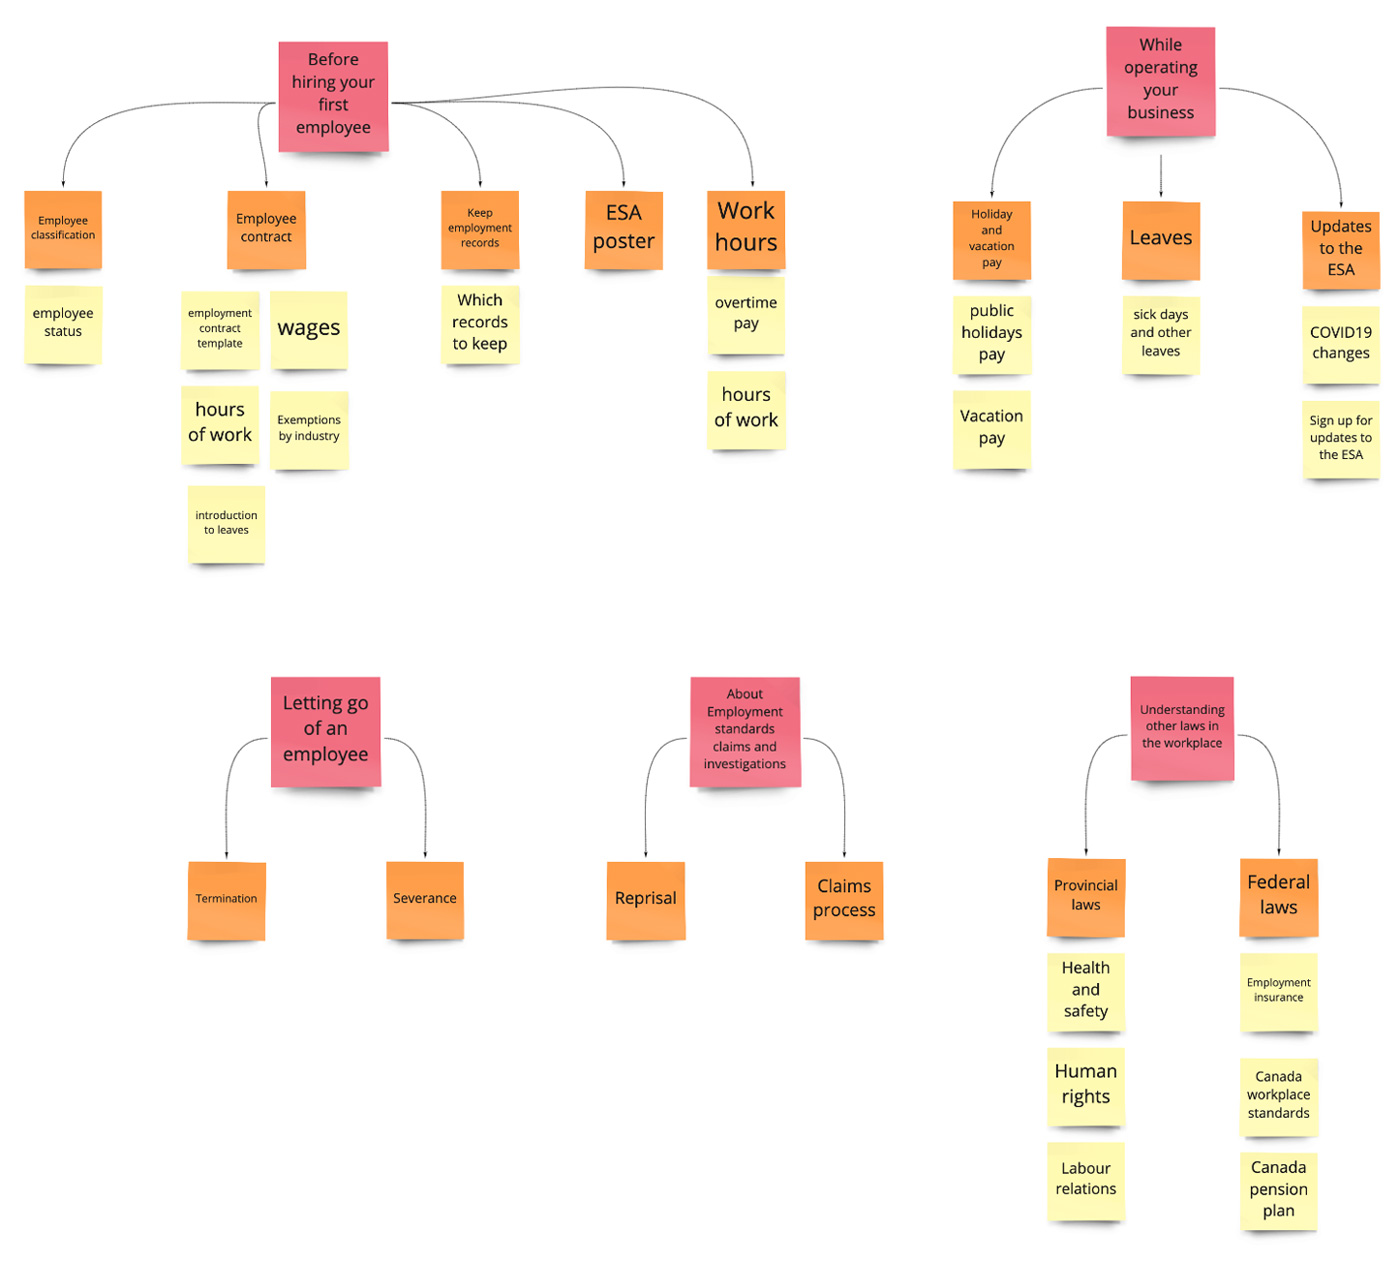 Before
hiring your
first
employee
While
operating
your
business
Employee
classification
Employee
contract
Keep
employment
records
ESA
poster
Work
hours
Holiday
and
vacation
pay
Leaves
Updates
to the
ESA
employee
status
employment
contract
template
wages
hours
of work
Exemptions
by industry
introduction
to leaves
Which
records
to keep
overtime
pay
hours
of work
public
holidays
pay
Vacation
pay
sick days
and other
leaves
COVID19
changes
Sign up for
updates to
the ESA
Letting go
of an
employee
About
Employment
standards
claims and
investigations
Understanding
other laws in
the workplace
Termination
Severance
Reprisal
Claims
process
Provincial
laws
Federal
laws
Health
and
safety
Human
rights
Labour
relations
Employment
insurance
Canada
workplace
standards
Canada
pension
plan